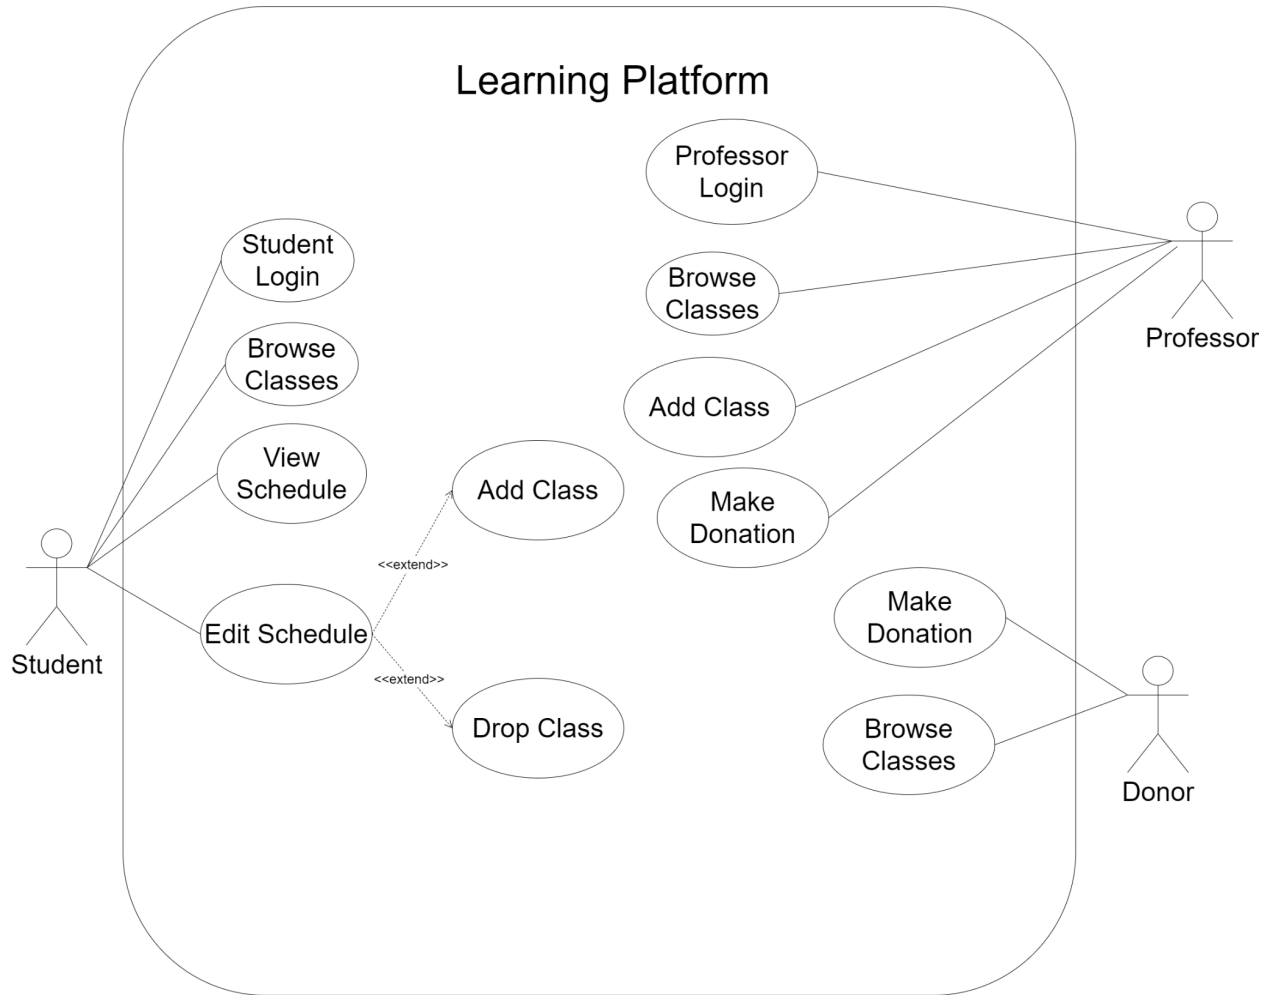 Learning Platform
Professor
Login
Student
Login
Browse
Classes
Professor
Browse
Classes
Add Class
View
Schedule
Add Class
Make
Donation
<<extend>>
Edit Schedule
Student
Make
Donation
<<extend>>
Drop Class
Browse
Classes
Donor